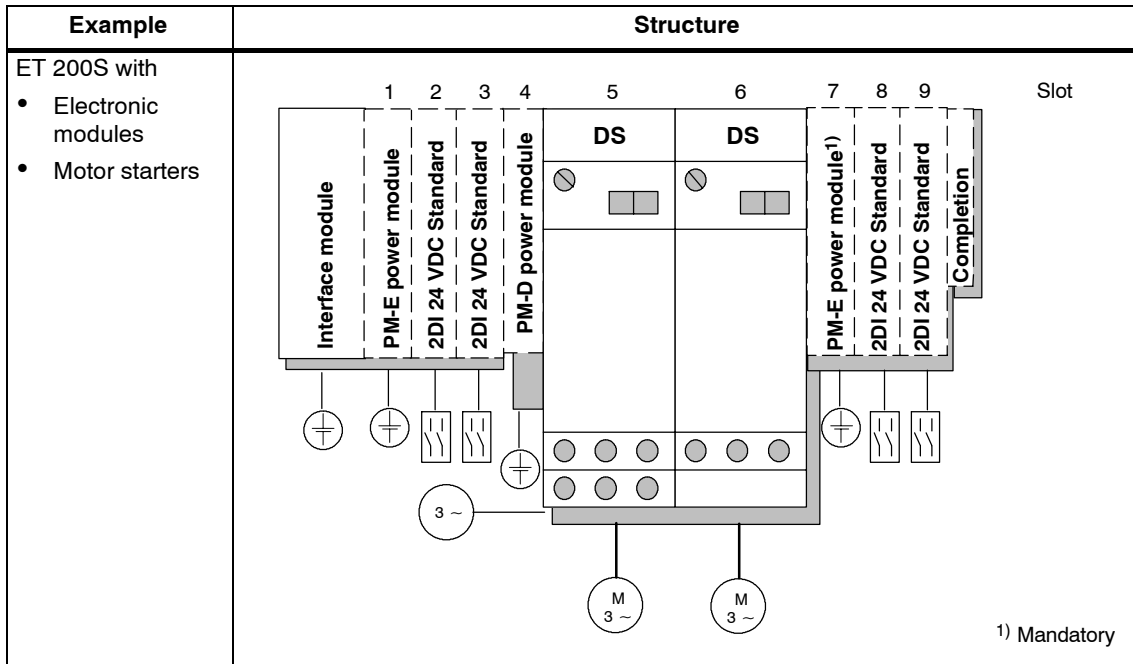 Example Structure
ET 200S with
• Electronic
modules
• Motor starters
1 2 3 4 5 6 7 8 9 Slot
Interface module
PM-E power module
2DI 24 VDC Standard
2DI 24 VDC Standard
PM-D power module
DS
DS
PM-E power module1)
2DI 24 VDC Standard
2DI 24 VDC Standard
Completion
3 ~
M
3 ~
M
3 ~
1) Mandatory